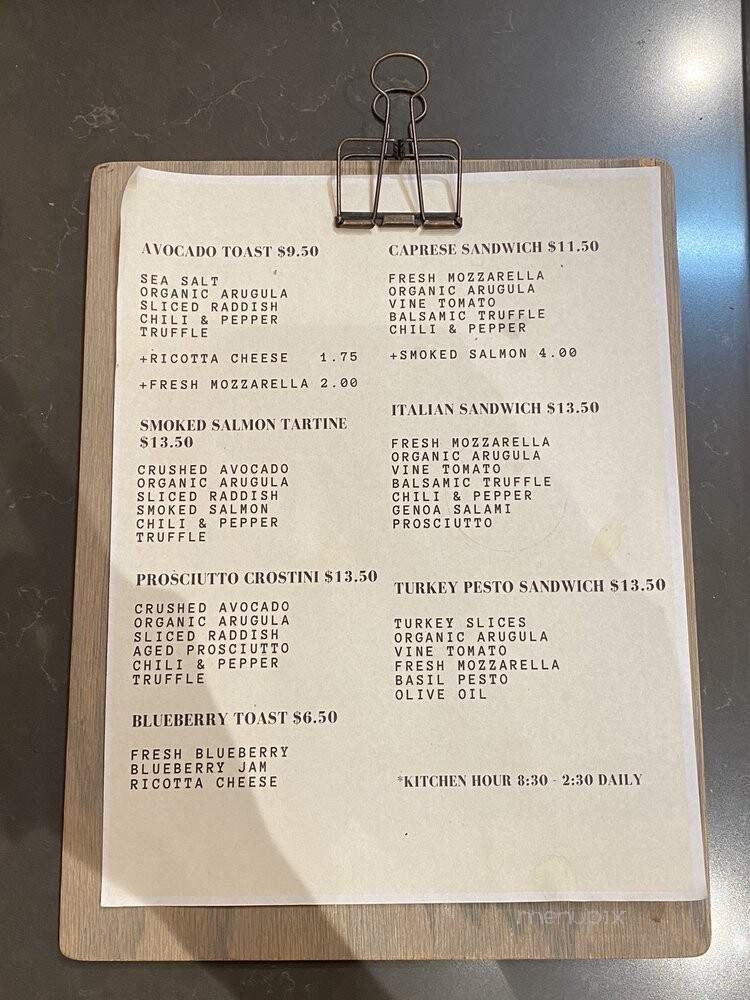 AVOCADO TOAST $9.50
SEA SALT
ORGANIC ARUGULA
SLICED RADDISH
CHILI & PEPPER
TRUFFLE
+RICOTTA CHEESE 1.75
+FRESH MOZZARELLA 2.00
SMOKED SALMON TARTINE
$13.50
CRUSHED AVOCADO
ORGANIC ARUGULA
SLICED RADDISH
SMOKED SALMON
CHILI & PEPPER
TRUFFLE
PROSCIUTTO CROSTINI $13.50
CRUSHED AVOCADO
ORGANIC ARUGULA
SLICED RADDISH
AGED PROSCIUTTO
CHILI & PEPPER
TRUFFLE
BLUEBERRY TOAST $6.50
FRESH BLUEBERRY
BLUEBERRY JAM
RICOTTA CHEESE
CAPRESE SANDWICH $11.50
FRESH MOZZARELLA
ORGANIC ARUGULA
VINE TOMATO
BALSAMIC TRUFFLE
CHILI & PEPPER
+SMOKED SALMON 4.00
ITALIAN SANDWICH $13.50
FRESH MOZZARELLA
ORGANIC ARUGULA
VINE TOMATO
BALSAMIC TRUFFLE
CHILI & PEPPER
GENOA SALAMI
PROSCIUTTO
TURKEY PESTO SANDWICH $13.50
TURKEY SLICES
ORGANIC ARUGULA
VINE TOMATO
FRESH MOZZARELLA
BASIL PESTO
OLIVE OIL
*KITCHEN HOUR 8:30 - 2:30 DAILY
menupix